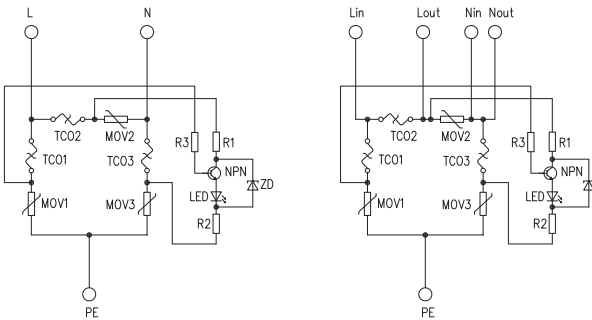 L
N
TCO2
MOV2
TCO1
TCO3
R3
R1
NPN
ZD
LED
MOV1
MOV3
R2
PE
Lin
Lout
Nin
Nout
TCO2
MOV2
TCO1
TCO3
R3
R1
NPN
LED
MOV1
MOV3
R2
PE